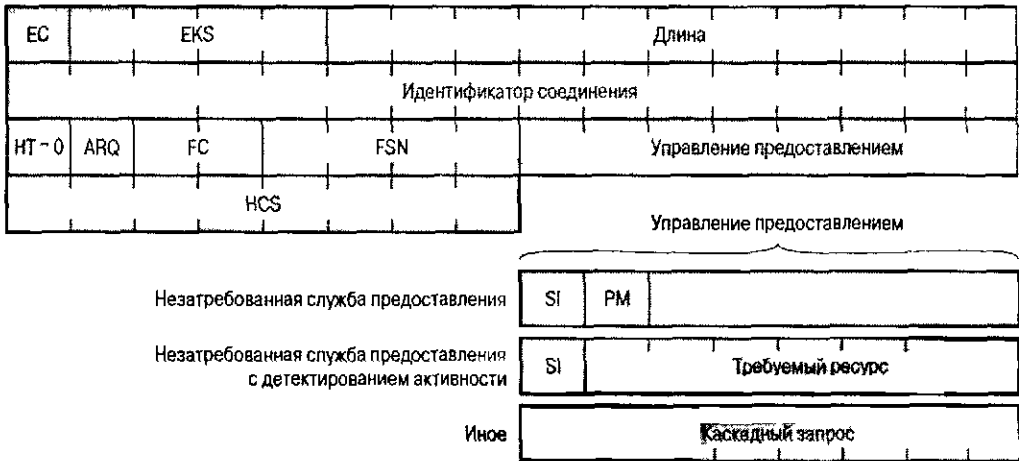 EC EKS Длина
Идентификатор соединения
HT - 0 ARQ FC FSN Управление предоставлением
HCS
Управление предоставлением
Незатребованная служба предоставления SI PM
Незатребованная служба предоставления
с детектированием активности SI Требуемый ресурс
Иное Каскадный запрос